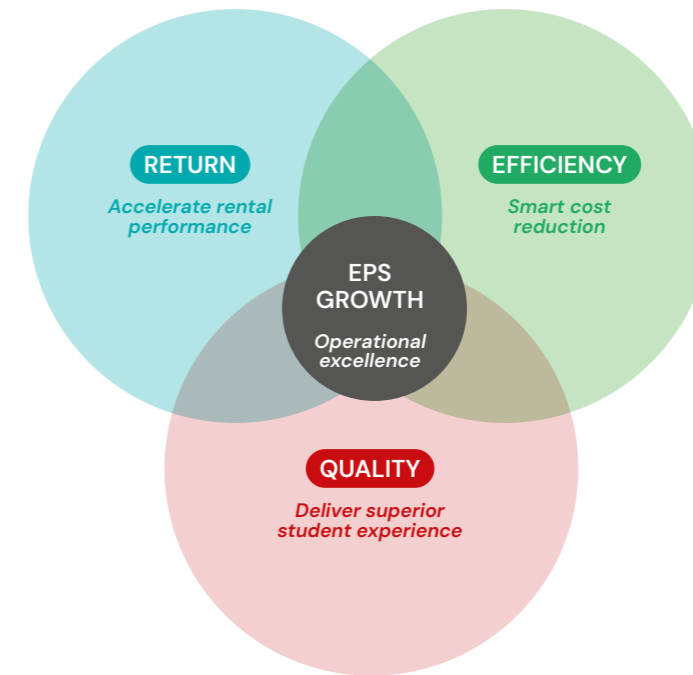 RETURN
Accelerate rental
performance
EFFICIENCY
Smart cost
reduction
EPS
GROWTH
Operational
excellence
QUALITY
Deliver superior
student experience